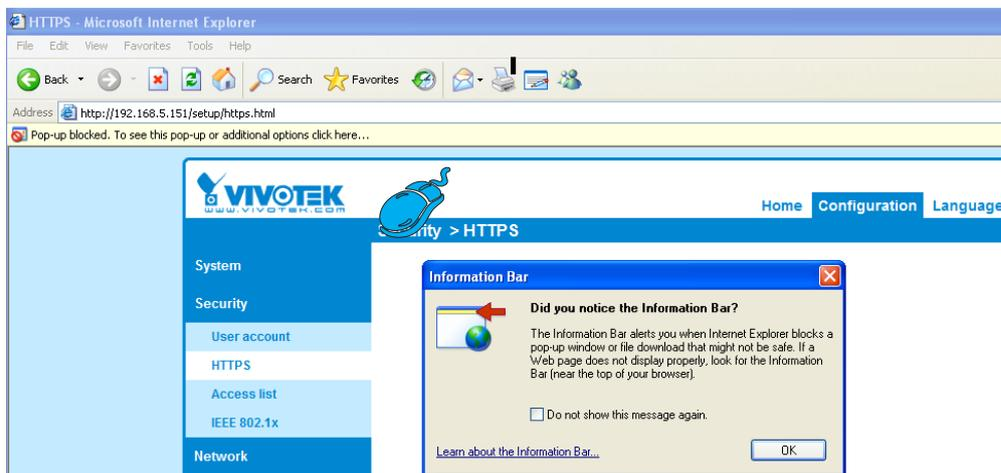 HTTPS - Microsoft Internet Explorer
File Edit View Favorites Tools Help
Back Search Favorites
Address http://192.168.5.151/setup/https.html
Pop-up blocked. To see this pop-up or additional options click here...
VIVOTEK
www.vivotek.com
Home Configuration Language
> HTTPS
System
Security
User account
HTTPS
Access list
IEEE 802.1x
Network
Information Bar
Did you notice the Information Bar?
The Information Bar alerts you when Internet Explorer blocks a
pop-up window or file download that might not be safe. If a
Web page does not display properly, look for the Information
Bar (near the top of your browser).
Do not show this message again.
Learn about the Information Bar...
OK